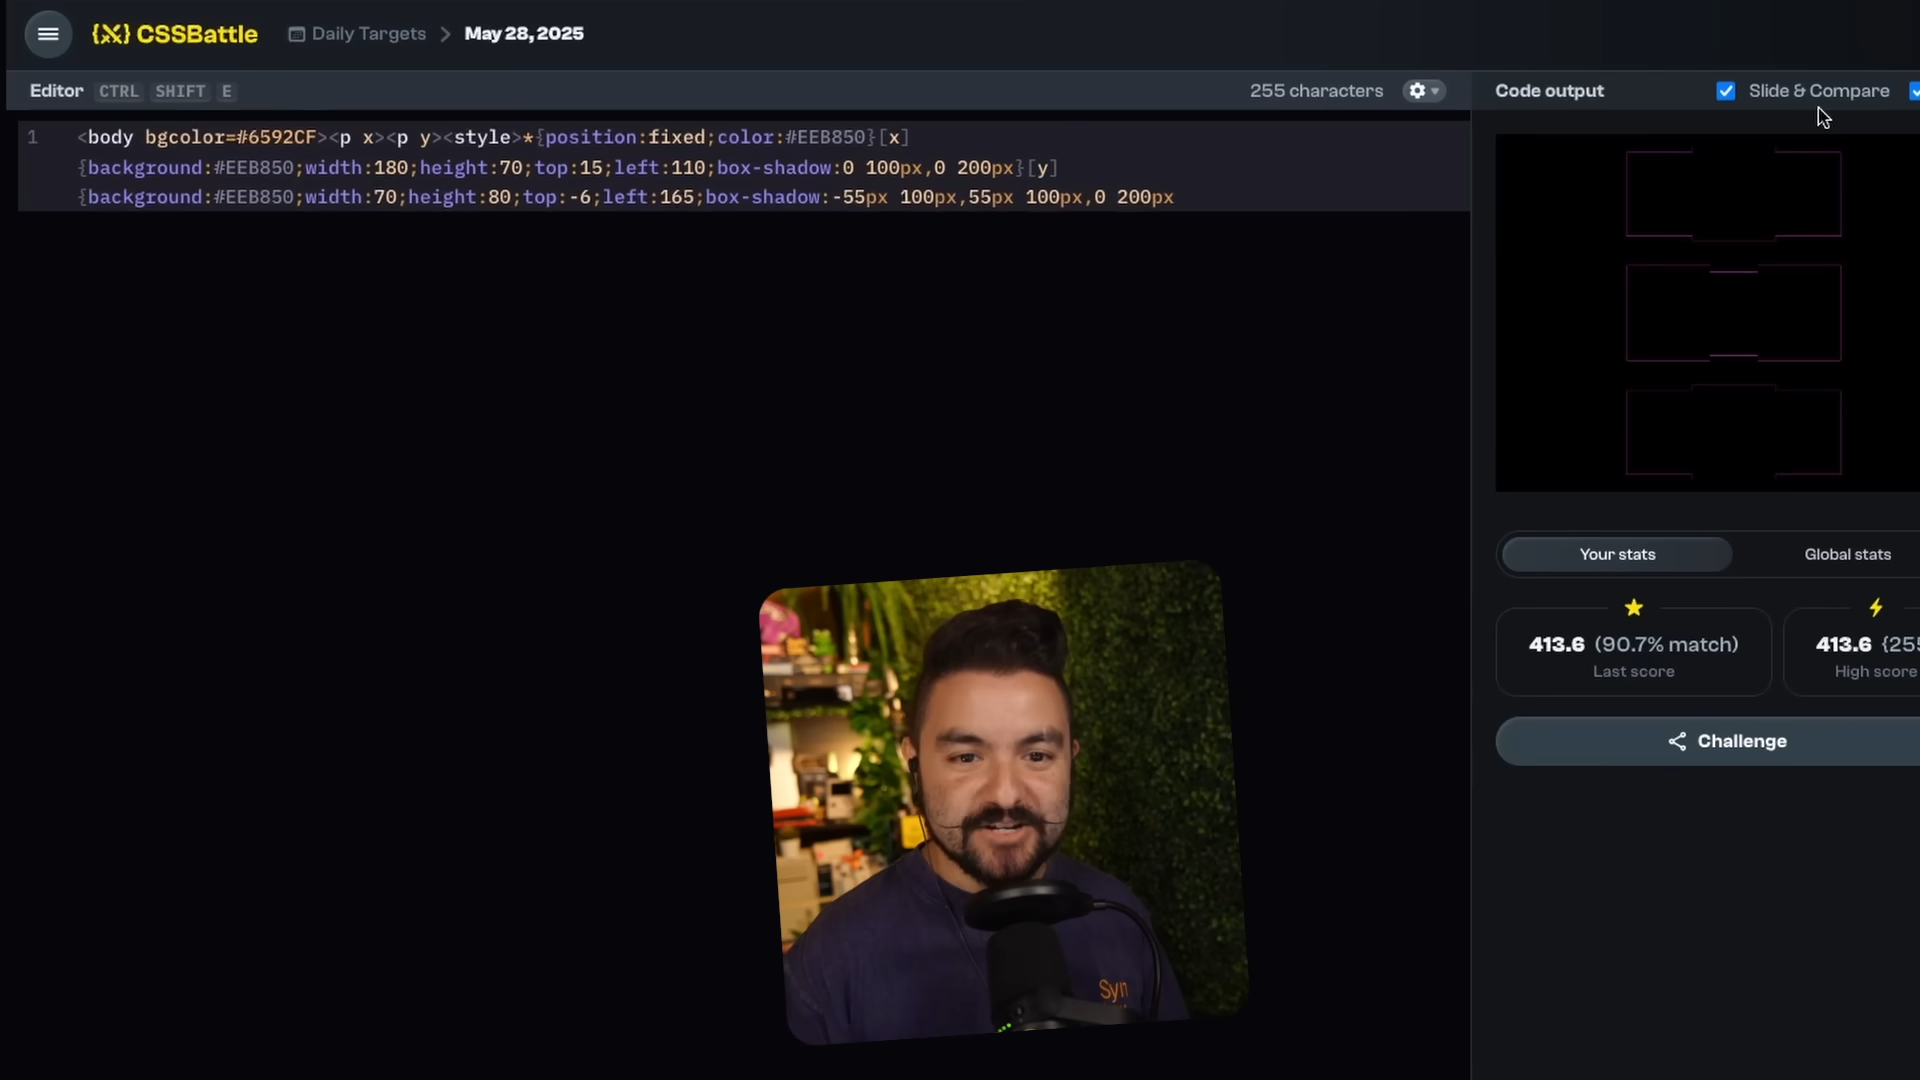 {X} CSSBattle
Daily Targets > May 28, 2025
Editor CTRL SHIFT E
255 characters
Code output
Slide & Compare
1 <body bgcolor=#6592CF><p x><p y><style>*{position:fixed;color:#EEB850}[x]
{background:#EEB850;width:180;height:70;top:15;left:110;box-shadow:0 100px,0 200px}[y]
{background:#EEB850;width:70;height:80;top:-6;left:165;box-shadow:-55px 100px,55px 100px,0 200px
Your stats
Global stats
413.6 (90.7% match)
Last score
413.6 {255
High score
Challenge
Syn